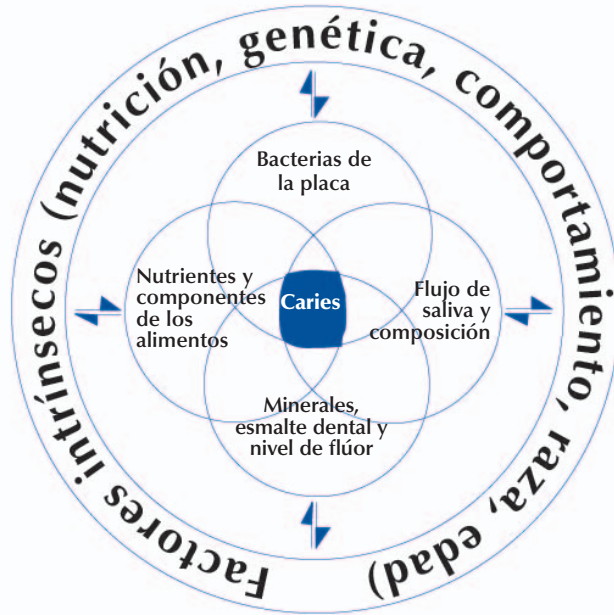 Factores intrínsecos (nutrición, genética, comportamiento, raza, edad)
Bacterias de
la placa
Nutrientes y
componentes
de los
alimentos
Caries
Flujo de
saliva y
composición
Minerales,
esmalte dental y
nivel de flúor